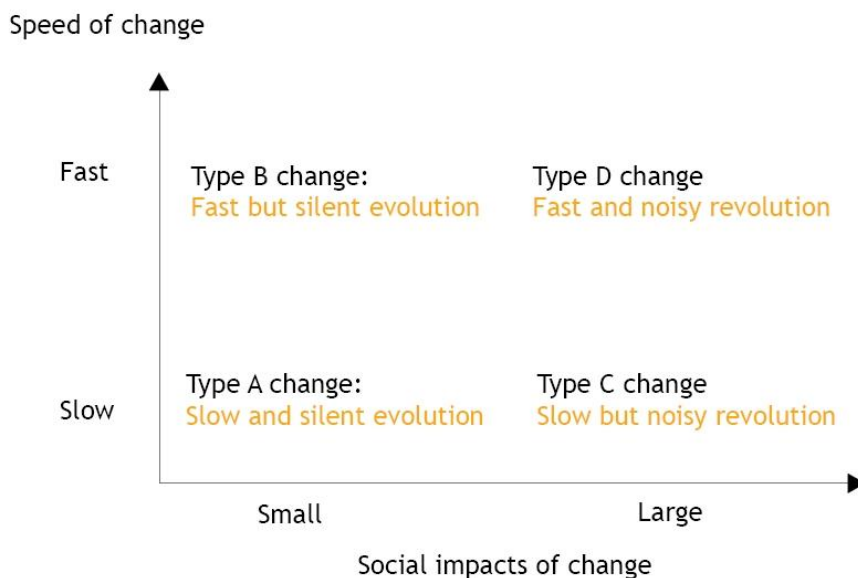 Speed of change
Fast
Type B change:
Fast but silent evolution
Type D change
Fast and noisy revolution
Slow
Type A change:
Slow and silent evolution
Type C change
Slow but noisy revolution
Small
Large
Social impacts of change